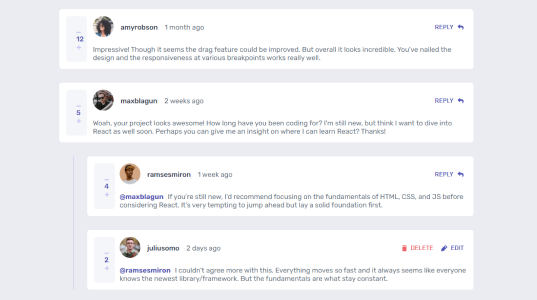 amyrobson 1 month ago REPLY
12
Impressive! Though it seems the drag feature could be improved. But overall it looks incredible. You've nailed the
design and the responsiveness at various breakpoints works really well.
maxblagun 2 weeks ago REPLY
5
Woah, your project looks awesome! How long have you been coding for? I'm still new, but think I want to dive into
React as well soon. Perhaps you can give me an insight on where I can learn React? Thanks!
ramsesmiron 1 week ago REPLY
4
@maxblagun If you're still new, I'd recommend focusing on the fundamentals of HTML, CSS, and JS before
considering React. It's very tempting to jump ahead but lay a solid foundation first.
juliusomo 2 days ago DELETE EDIT
2
@ramsesmiron I couldn't agree more with this. Everything moves so fast and it always seems like everyone
knows the newest library/framework. But the fundamentals are what stay constant.